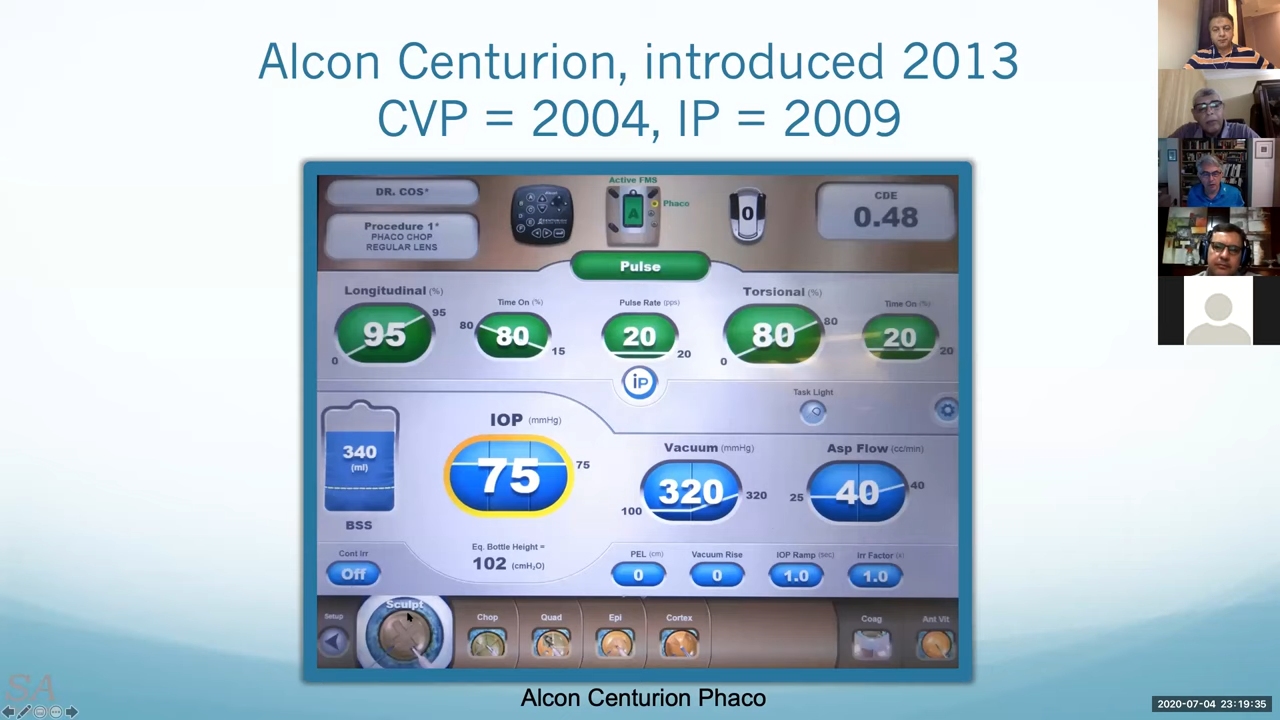 Alcon Centurion, introduced 2013
CVP = 2004, IP = 2009
DR. COS*
Procedure 1*
PHACO CHOP
REGULAR LENS
Active FMS
A
Phaco
0
CDE
0.48
Pulse
Longitudinal (%)
95
0
95
Time On (%)
80
80
15
Pulse Rate (pps)
20
20
Torsional (%)
80
0
80
Time On (%)
20
20
iP
Task Light
340
(ml)
BSS
IOP (mmHg)
75
75
Vacuum (mmHg)
100
320
320
Asp Flow (cc/min)
25
40
40
Eq. Bottle Height =
102 (cmH2O)
Cont Irr
Off
PEL (cm)
0
Vacuum Rise
0
IOP Ramp (sec)
1.0
Irr Factor (x)
1.0
Setup
Sculpt
Chop
Quad
Epi
Cortex
Coag
Ant Vit
Alcon Centurion Phaco
SA
2020-07-04 23:19:35